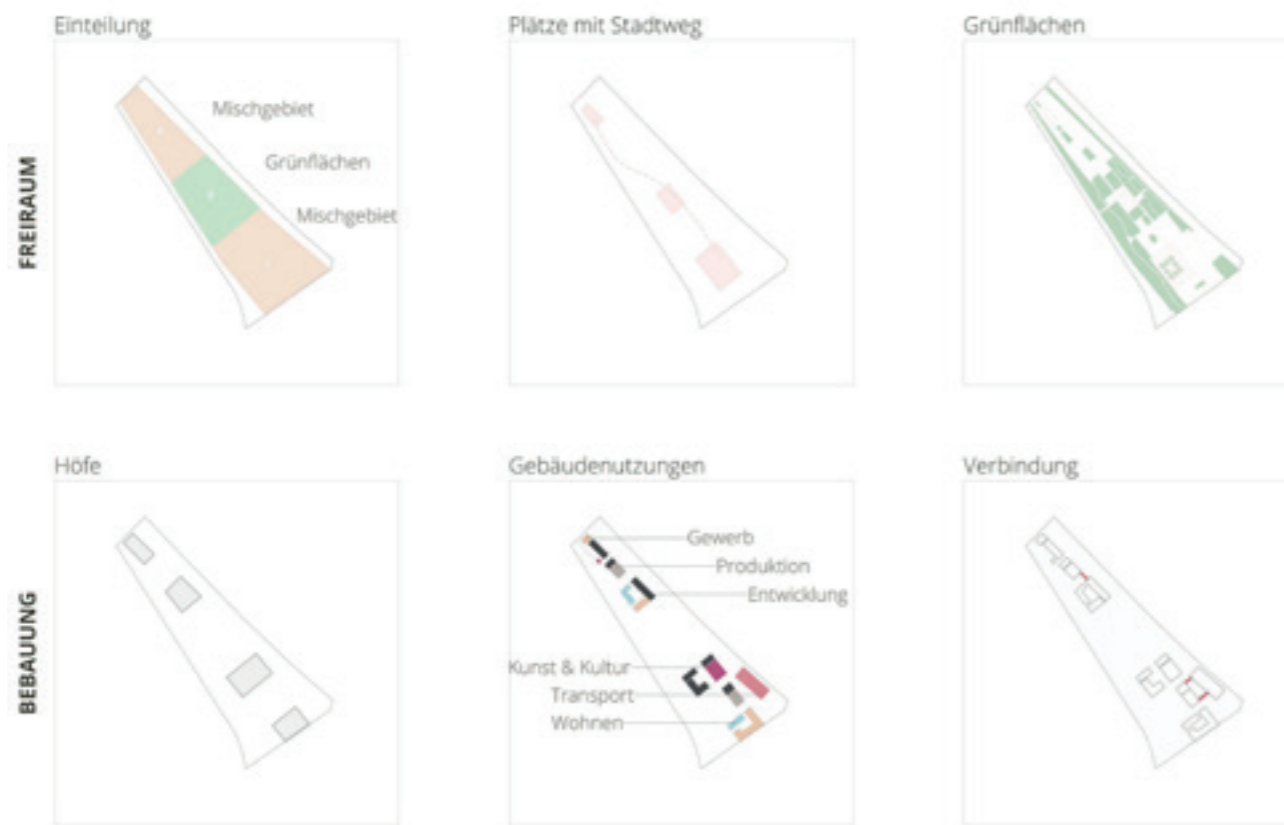 Einteilung
Plätze mit Stadtweg
Grünflächen
FREIRAUM
Mischgebiet
Grünflächen
Mischgebiet
Höfe
Gebäudenutzungen
Verbindung
BEBAUUNG
Gewerb
Produktion
Entwicklung
Kunst & Kultur
Transport
Wohnen